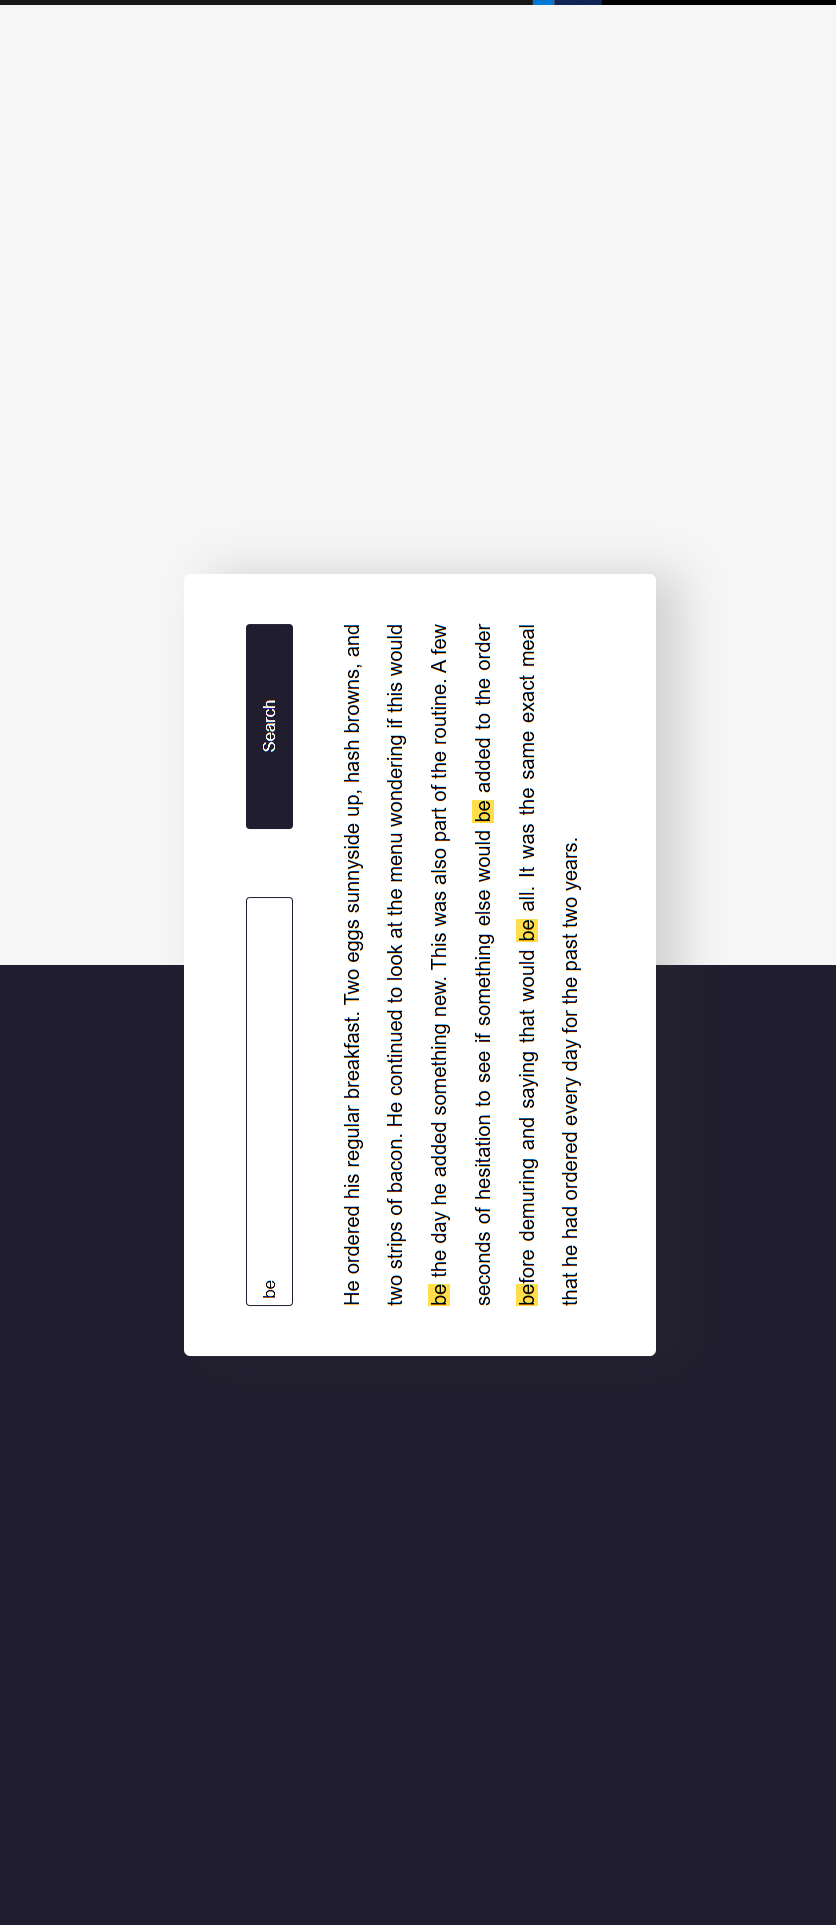 be
Search
He ordered his regular breakfast. Two eggs sunnyside up, hash browns, and
two strips of bacon. He continued to look at the menu wondering if this would
be the day he added something new. This was also part of the routine. A few
seconds of hesitation to see if something else would be added to the order
before demuring and saying that would be all. It was the same exact meal
that he had ordered every day for the past two years.